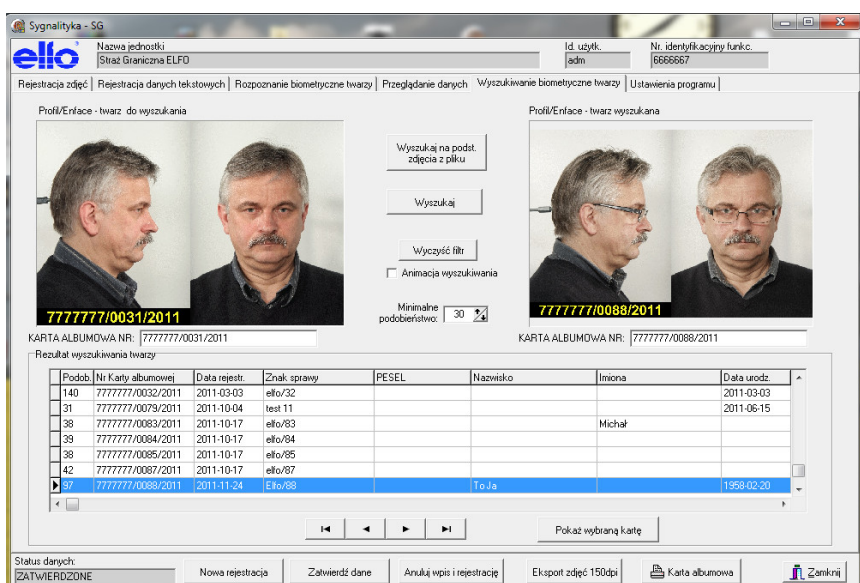 Sygnalityka - SG
elfo
Nazwa jednostki
Straż Graniczna ELFO
Id. użytk.
adm
Nr. identyfikacyjny funkc.
6666667
Rejestracja zdjęć
Rejestracja danych tekstowych
Rozpoznanie biometryczne twarzy
Przeglądanie danych
Wyszukiwanie biometryczne twarzy
Ustawienia programu
Profil/Enface - twarz do wyszukania
7777777/0031/2011
KARTA ALBUMOWA NR: 7777777/0031/2011
Wyszukaj na podst.
zdjęcia z pliku
Wyszukaj
Wyczyść filtr
Animacja wyszukiwania
Minimalne
podobieństwo: 30 %
Profil/Enface - twarz wyszukana
7777777/0088/2011
KARTA ALBUMOWA NR: 7777777/0088/2011
Rezultat wyszukiwania twarzy
Podob. Nr Karty albumowej Data rejestr. Znak sprawy PESEL Nazwisko Imiona Data urodz.
140 7777777/0032/2011 2011-03-03 elfo/32 2011-03-03
31 7777777/0079/2011 2011-10-04 test 11 2011-06-15
38 7777777/0083/2011 2011-10-17 elfo/83 Michał
39 7777777/0084/2011 2011-10-17 elfo/84
38 7777777/0085/2011 2011-10-17 elfo/85
42 7777777/0087/2011 2011-10-17 elfo/87
97 7777777/0088/2011 2011-11-24 Elfo/88 To Ja 1958-02-20
Pokaż wybraną kartę
Status danych:
ZATWIERDZONE
Nowa rejestracja
Zatwierdź dane
Anuluj wpis i rejestrację
Eksport zdjęć 150dpi
Karta albumowa
Zamknij